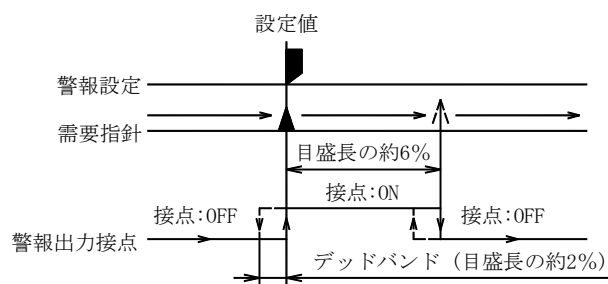 設定値
警報設定
需要指針
目盛長の約6%
接点:ON
接点:OFF
接点:OFF
警報出力接点
デッドバンド（目盛長の約2%）